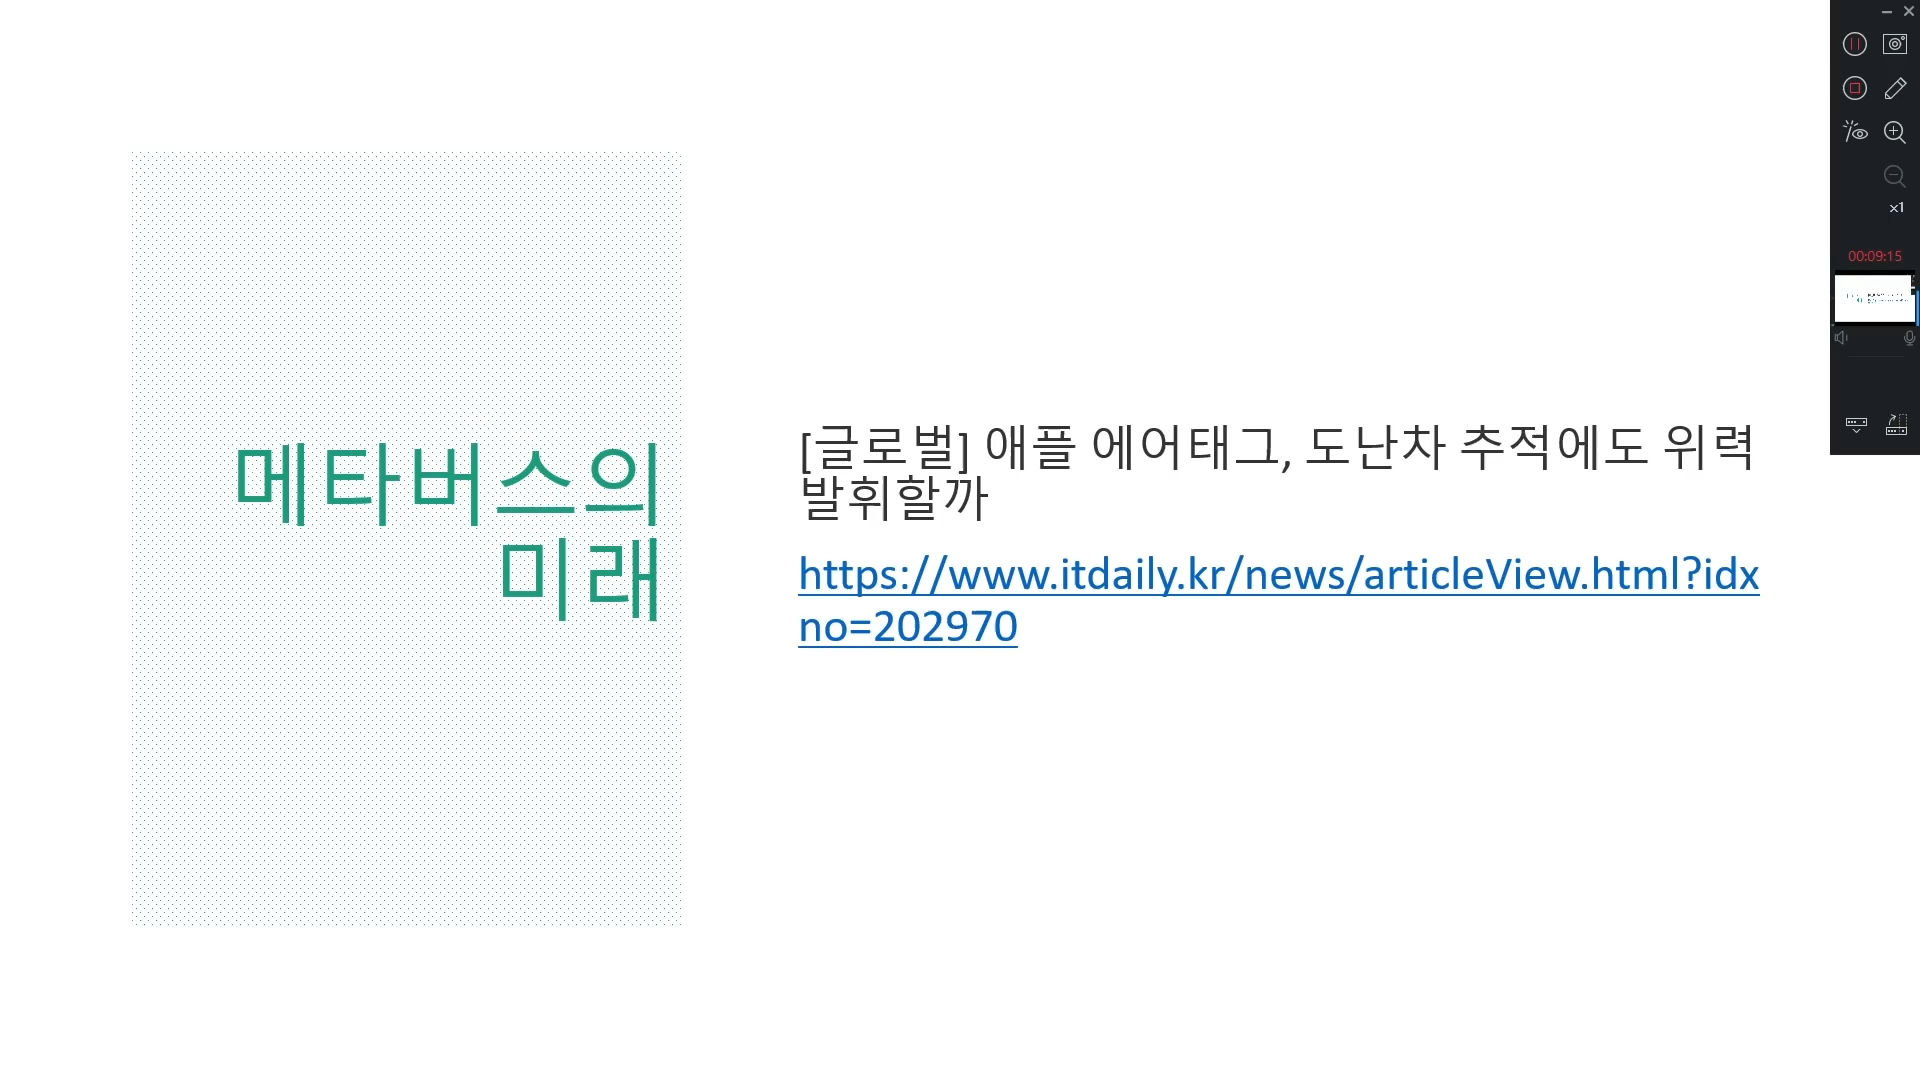 메타버스의
미래
[글로벌] 애플 에어태그, 도난차 추적에도 위력
발휘할까
https://www.itdaily.kr/news/articleView.html?idx
no=202970
x1
00:09:15